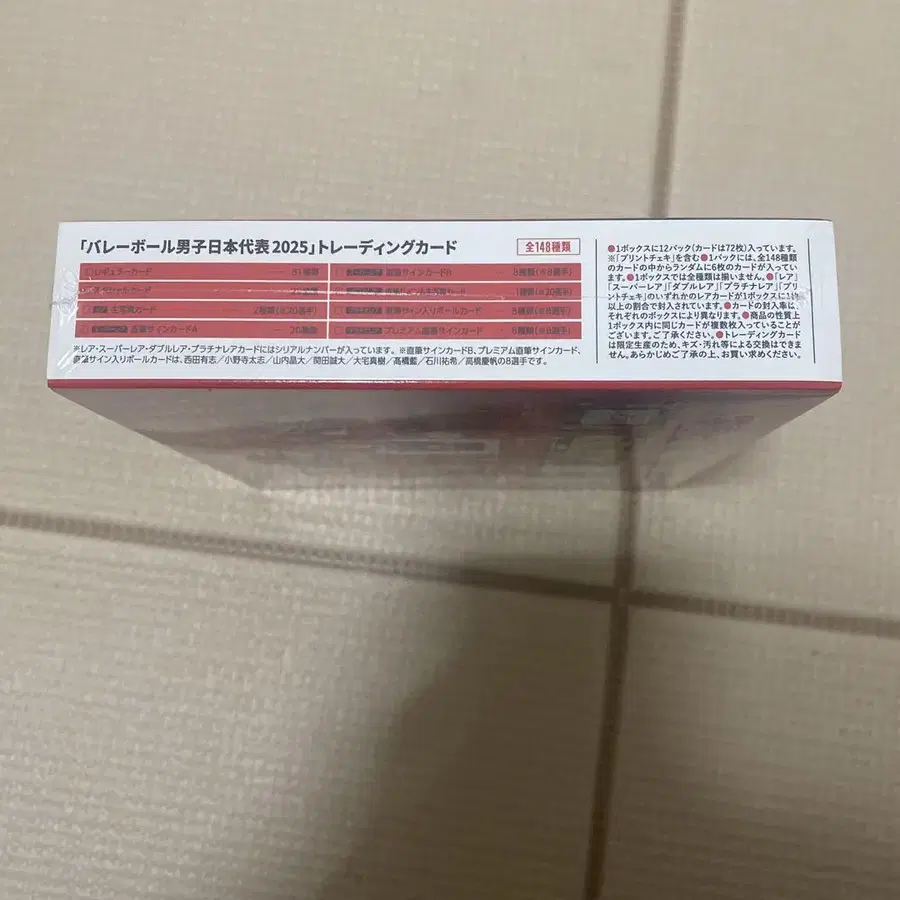 「バレーボール男子日本代表 2025」トレーディングカード
全148種類
レギュラーカード 81種類
スペシャルカード
生写真カード 2種類(※20選手)
直筆サインカードA 20種類
直筆サインカードB 8種類(※8選手)
1種類(※20選手)
直筆サイン入りボールカード 8種類(※8選手)
プレミアム直筆サインカード 8種類(※8選手)
※レア・スーパーレア・ダブルレア・プラチナレアカードにはシリアルナンバーが入っています。※直筆サインカードB、プレミアム直筆サインカード、
直筆サイン入りボールカードは、西田有志/小野寺太志/山内晶大/関田誠大/大宅真樹/髙橋藍/石川祐希/高橋慶帆の8選手です。
●1ボックスに12パック(カードは72枚)入っています。
※「プリントチェキ」を含む●1パックには、全148種類
のカードの中からランダムに6枚のカードが入ってい
ます。●1ボックスでは全種類は揃いません。●「レア」
「スーパーレア」「ダブルレア」「プラチナレア」「プリ
ントチェキ」のいずれかのレアカードが1ボックスに1枚
以上の割合で封入されています。●カードの封入率は、
それぞれのボックスにより異なります。●商品の性質上
1ボックス内に同じカードが複数枚入っていることが
ございます。ご了承ください。●トレーディングカード
は限定生産のため、キズ・汚れ等による交換はできま
せん。あらかじめご了承の上、お買い求めください。